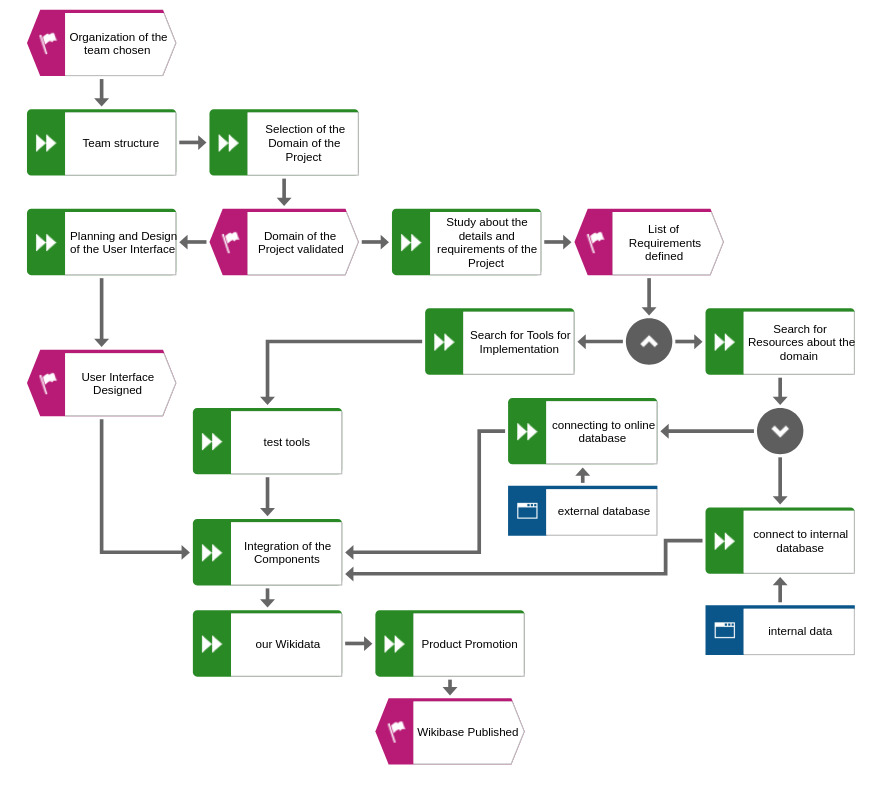 Organization of the
team chosen
Team structure
Selection of the
Domain of the
Project
Planning and Design
of the User Interface
Domain of the
Project validated
Study about the
details and
requirements of the
Project
List of
Requirements
defined
Search for Tools for
Implementation
Search for
Resources about the
domain
User Interface
Designed
test tools
connecting to online
database
external database
Integration of the
Components
connect to internal
database
our Wikidata
Product Promotion
internal data
Wikibase Published